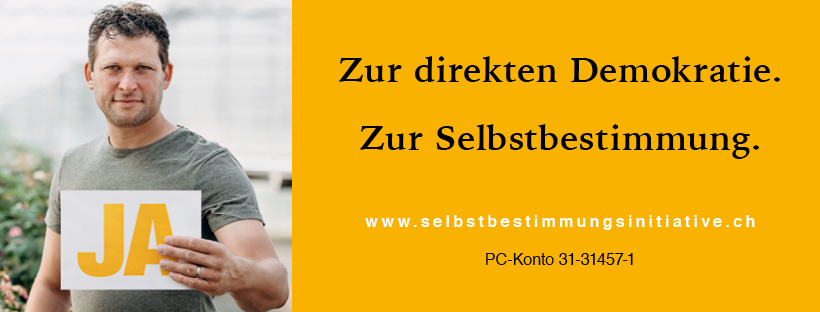 JA
Zur direkten Demokratie.
Zur Selbstbestimmung.
www.selbstbestimmungsinitiative.ch
PC-Konto 31-31457-1